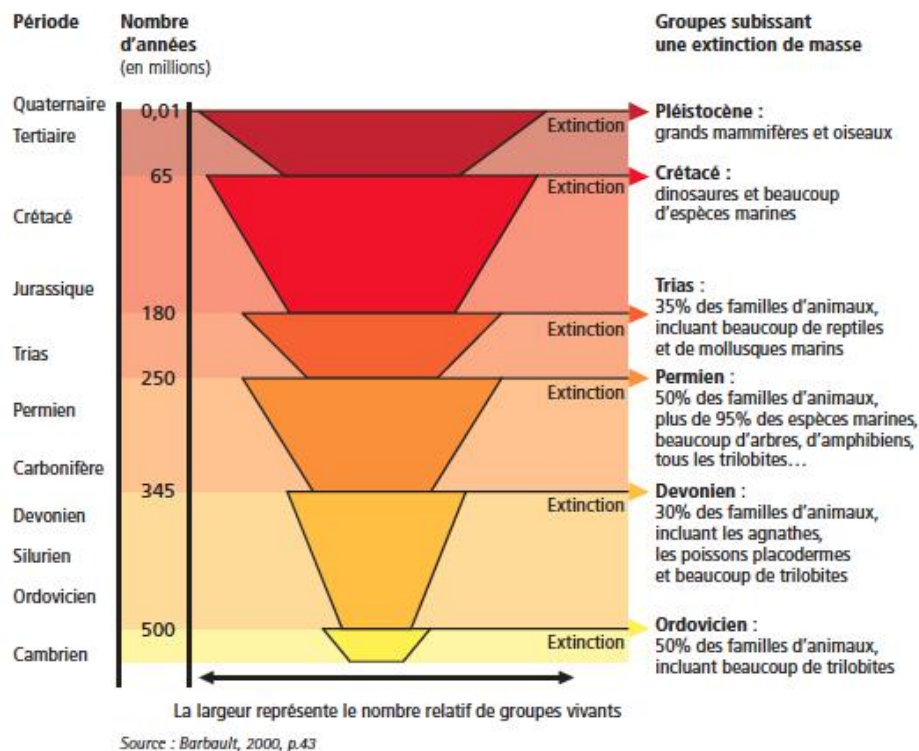 Période
Nombre
d'années
(en millions)
Groupes subissant
une extinction de masse
Quaternaire
Tertiaire
Crétacé
Jurassique
Trias
Permien
Carbonifère
Devonien
Silurien
Ordovicien
Cambrien
0,01
65
180
250
345
500
Extinction
Extinction
Extinction
Extinction
Extinction
Extinction
Pléistocène :
grands mammifères et oiseaux
Crétacé :
dinosaures et beaucoup
d'espèces marines
Trias :
35% des familles d'animaux,
incluant beaucoup de reptiles
et de mollusques marins
Permien :
50% des familles d'animaux,
plus de 95% des espèces marines,
beaucoup d'arbres, d'amphibiens,
tous les trilobites…
Devonien :
30% des familles d'animaux,
incluant les agnathes,
les poissons placodermes
et beaucoup de trilobites
Ordovicien :
50% des familles d'animaux,
incluant beaucoup de trilobites
La largeur représente le nombre relatif de groupes vivants
Source : Barbault, 2000, p.43